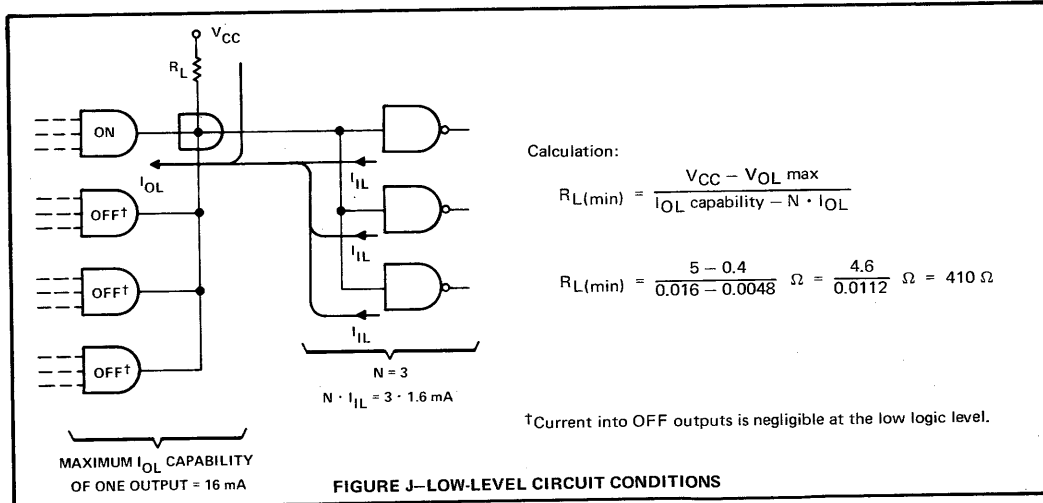 V_CC
R_L
ON
I_OL
I_IL
OFF†
I_IL
OFF†
I_IL
OFF†
N = 3
N · I_IL = 3 · 1.6 mA
MAXIMUM I_OL CAPABILITY
OF ONE OUTPUT = 16 mA
Calculation:
R_L(min) = (V_CC − V_OL max) / (I_OL capability − N · I_OL)
R_L(min) = (5 − 0.4) / (0.016 − 0.0048) Ω = 4.6 / 0.0112 Ω = 410 Ω
†Current into OFF outputs is negligible at the low logic level.
FIGURE J–LOW-LEVEL CIRCUIT CONDITIONS